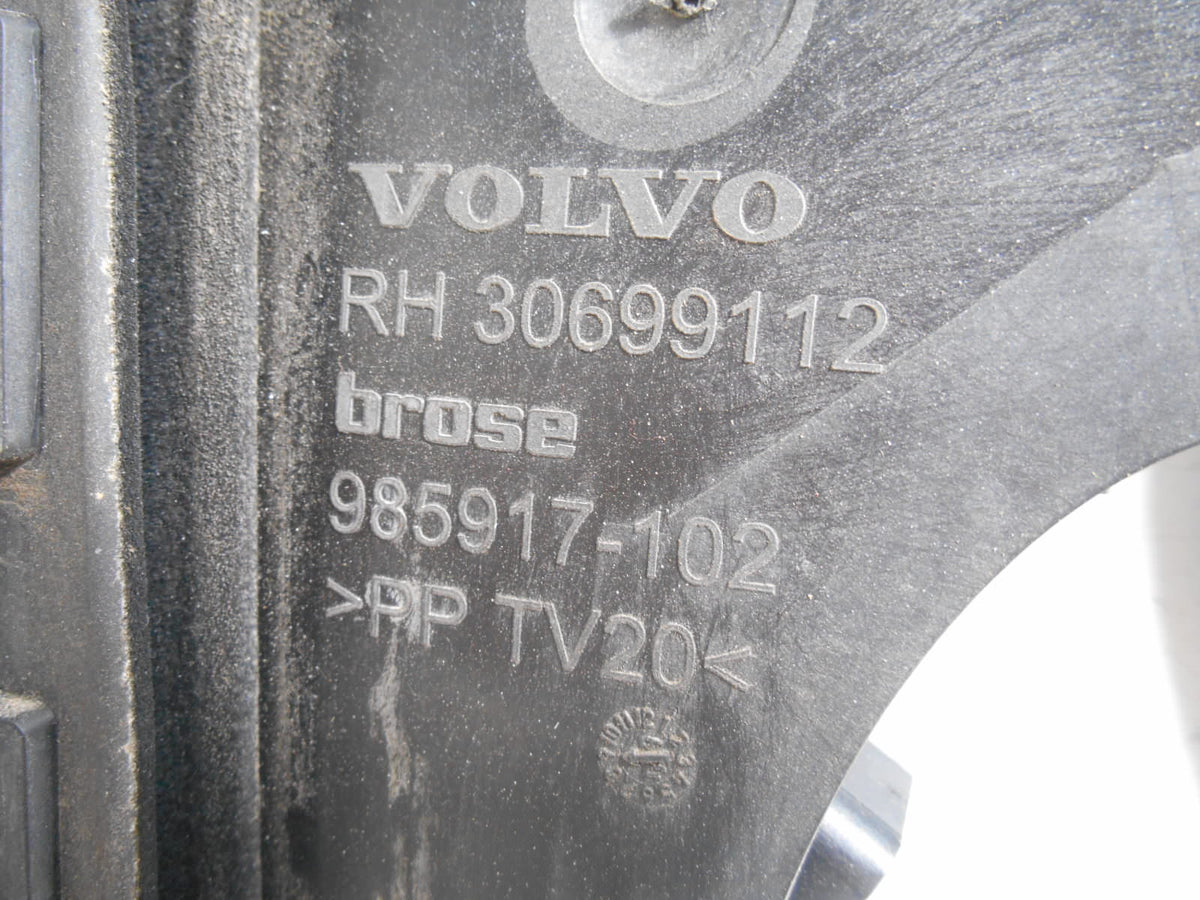 VOLVO
RH 30699112
brose
985917-102
>PP TV20<